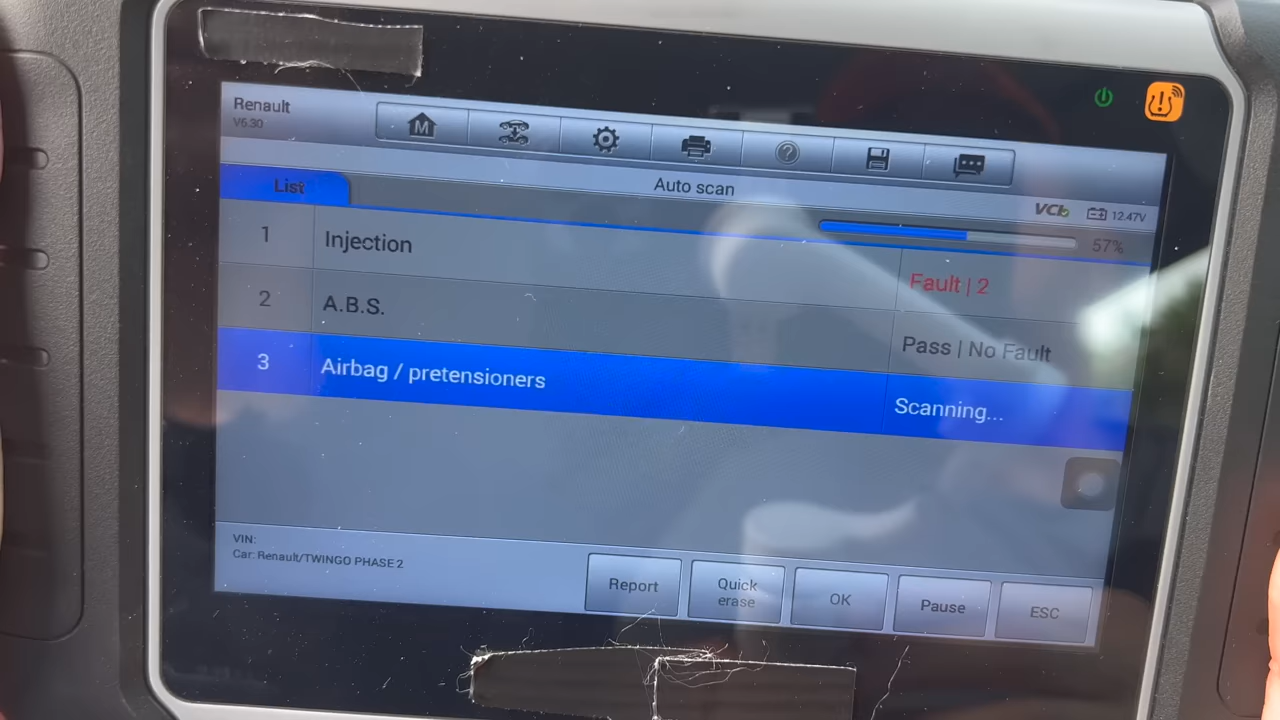 Renault
V6.30
M
?
List
Auto scan
VCI
12.47V
57%
1
Injection
Fault | 2
2
A.B.S.
Pass | No Fault
3
Airbag / pretensioners
Scanning...
VIN:
Car: Renault/TWINGO PHASE 2
Report
Quick
erase
OK
Pause
ESC